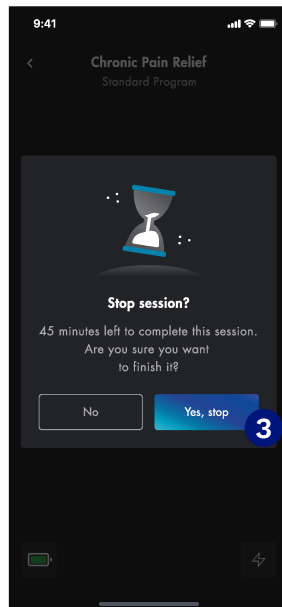 9:41
Chronic Pain Relief
Standard Program
Stop session?
45 minutes left to complete this session.
Are you sure you want
to finish it?
No
Yes, stop
3